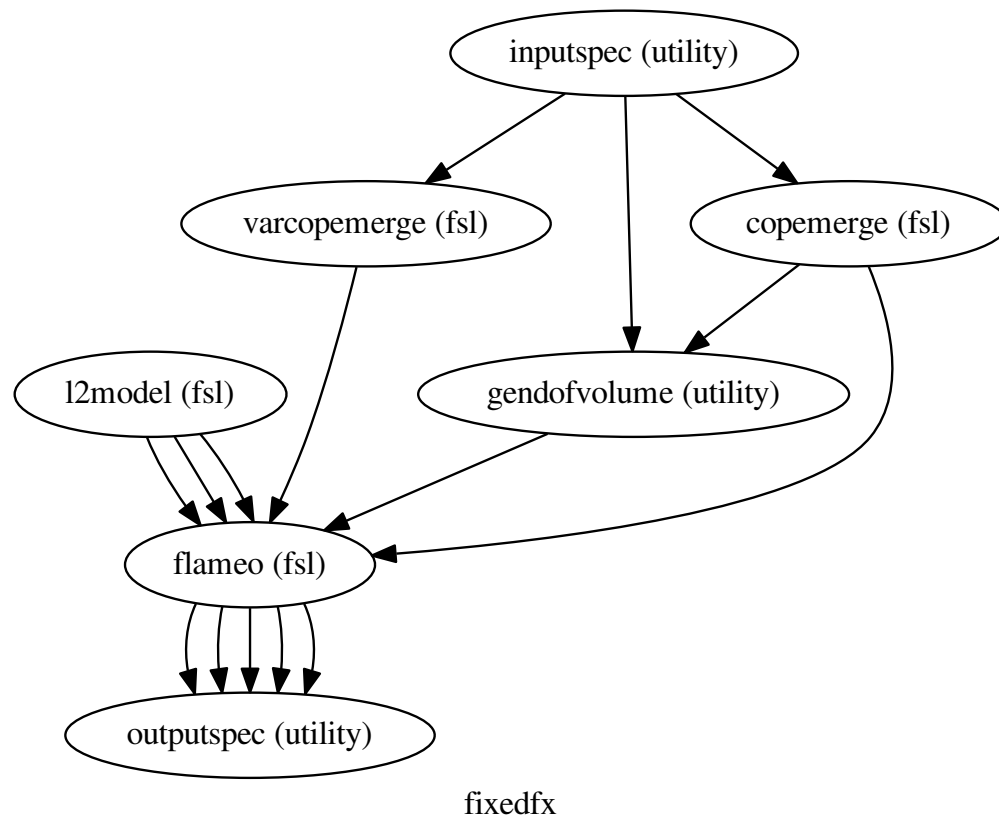 inputspec (utility)
varcopemerge (fsl)
copemerge (fsl)
l2model (fsl)
gendofvolume (utility)
flameo (fsl)
outputspec (utility)
fixedfx